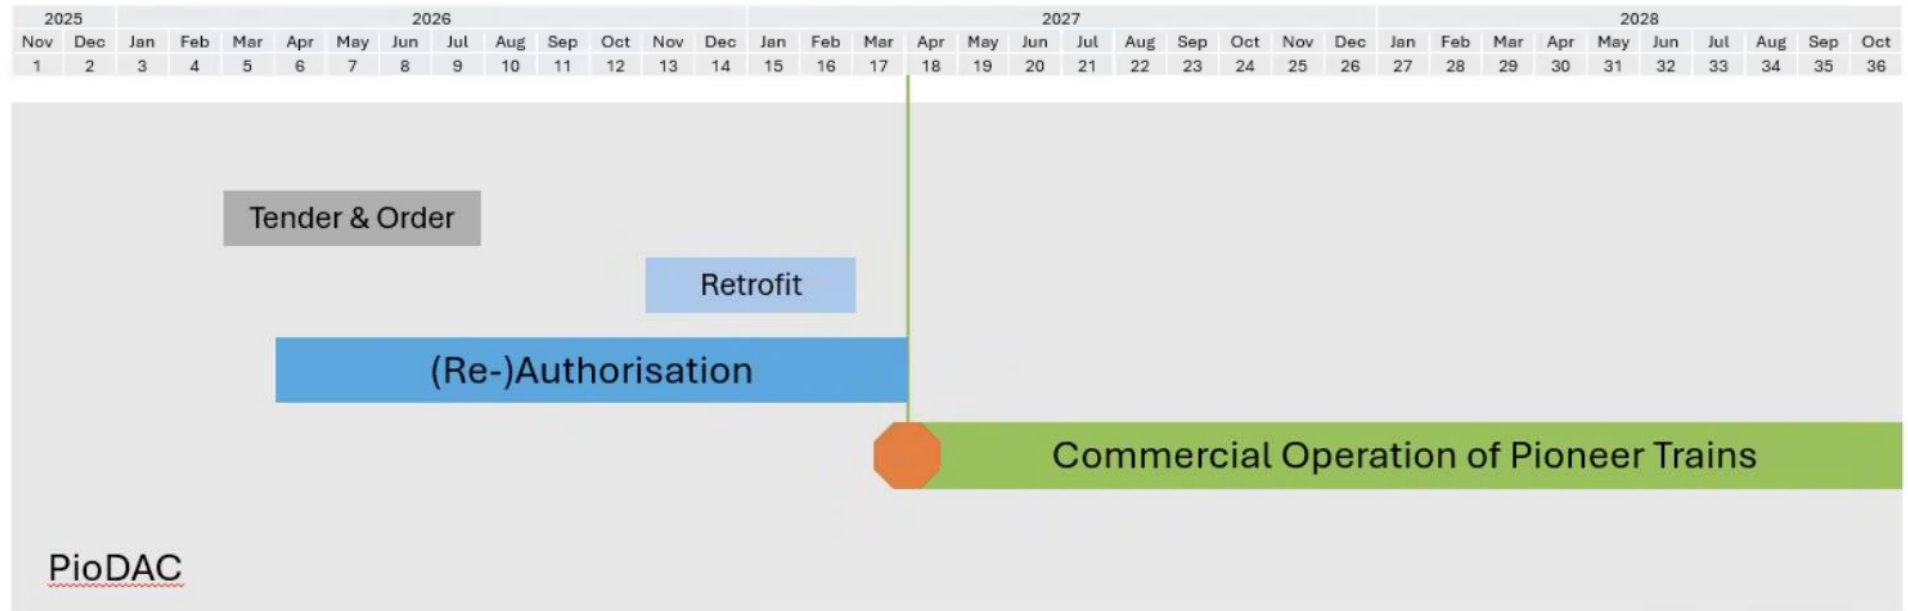 2025 2026 2027 2028
Nov Dec Jan Feb Mar Apr May Jun Jul Aug Sep Oct Nov Dec Jan Feb Mar Apr May Jun Jul Aug Sep Oct Nov Dec Jan Feb Mar Apr May Jun Jul Aug Sep Oct
1 2 3 4 5 6 7 8 9 10 11 12 13 14 15 16 17 18 19 20 21 22 23 24 25 26 27 28 29 30 31 32 33 34 35 36
Tender & Order
Retrofit
(Re-)Authorisation
Commercial Operation of Pioneer Trains
PioDAC